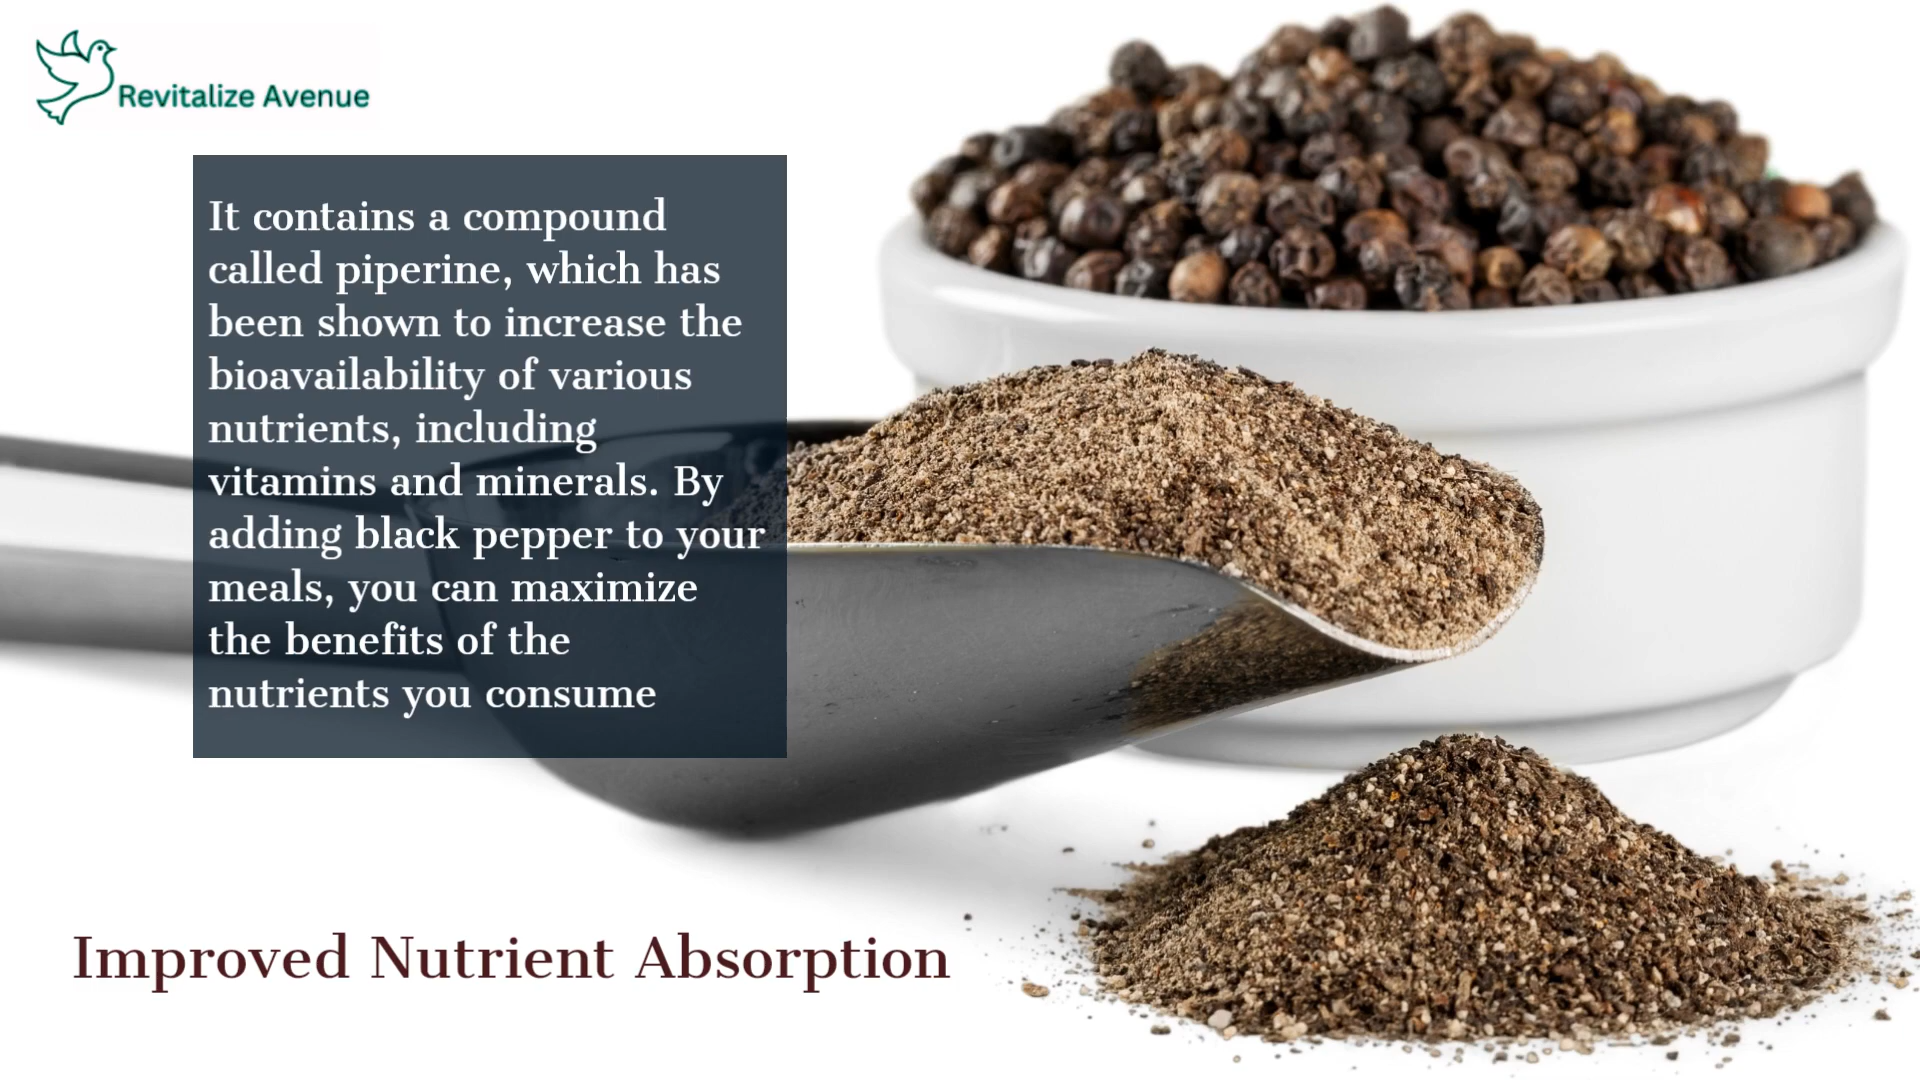 Revitalize Avenue
It contains a compound
called piperine, which has
been shown to increase the
bioavailability of various
nutrients, including
vitamins and minerals. By
adding black pepper to your
meals, you can maximize
the benefits of the
nutrients you consume
Improved Nutrient Absorption